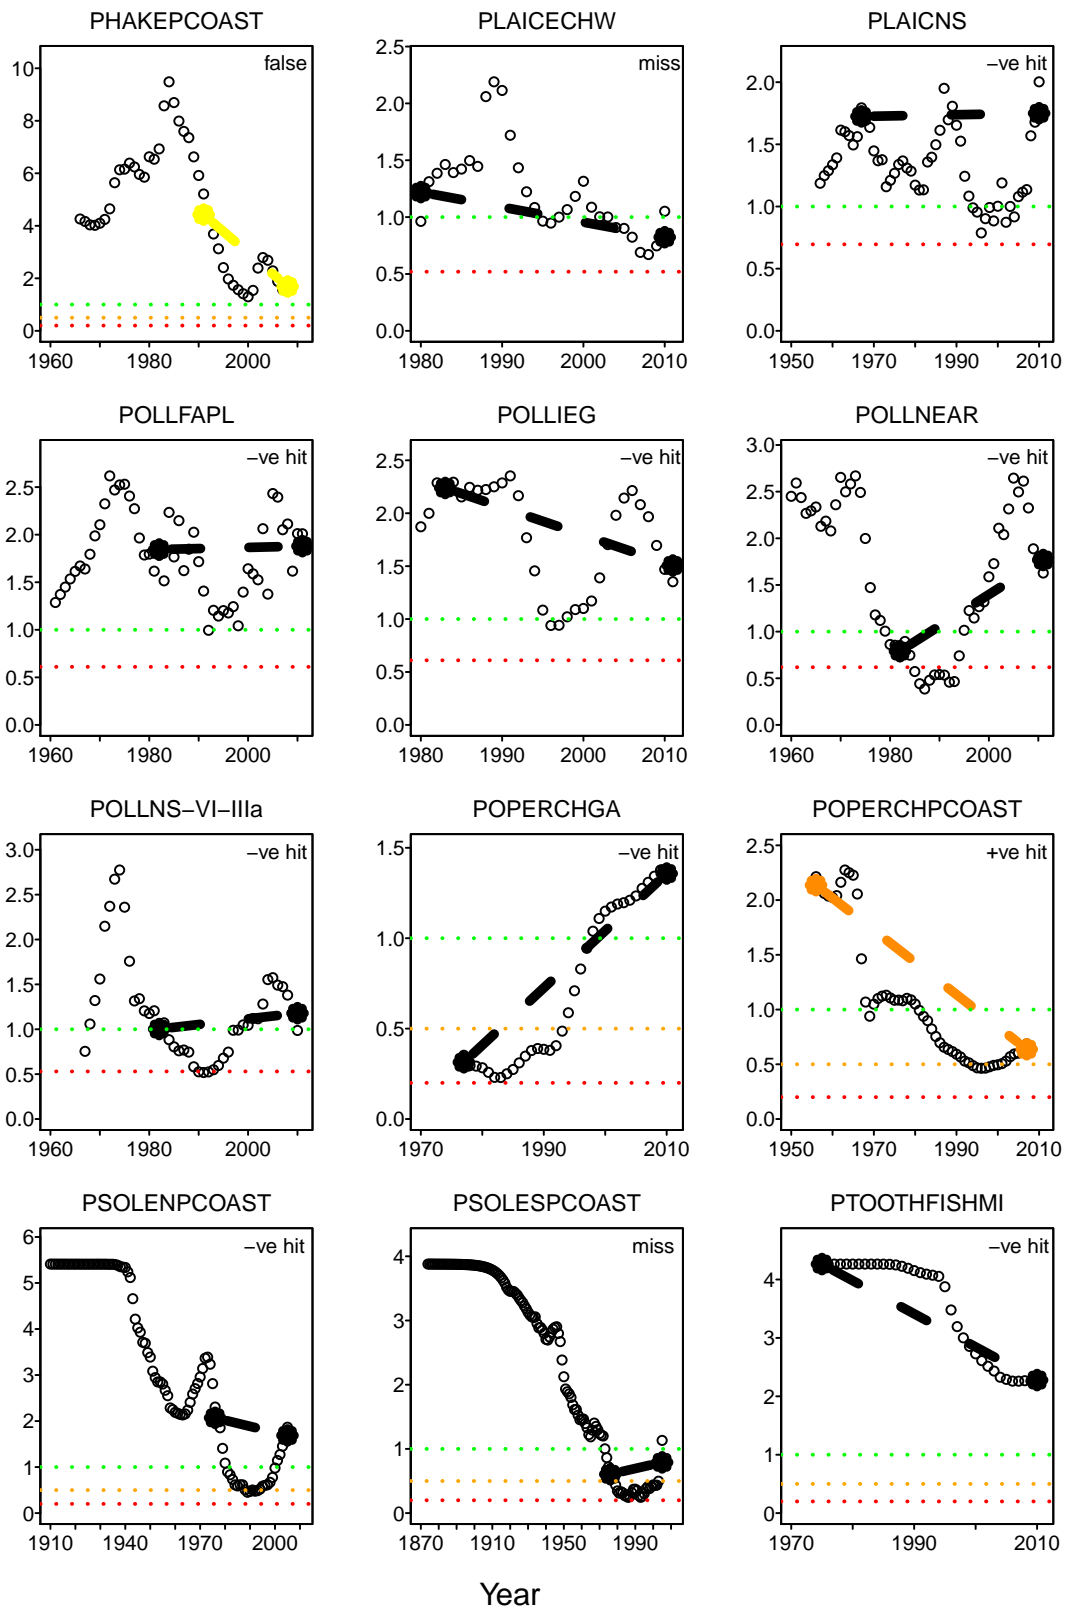 PHAKEPCOAST
false
10
8
6
4
2
0
1960 1980 2000
PLAICECHW
miss
2.5
2.0
1.5
1.0
0.5
0.0
1980 1990 2000 2010
PLAICNS
−ve hit
2.0
1.5
1.0
0.5
0.0
1950 1970 1990 2010
POLLFAPL
−ve hit
2.5
2.0
1.5
1.0
0.5
0.0
1960 1980 2000
POLLIEG
−ve hit
2.5
2.0
1.5
1.0
0.5
0.0
1980 1990 2000 2010
POLLNEAR
−ve hit
3.0
2.5
2.0
1.5
1.0
0.5
0.0
1960 1980 2000
POLLNS−VI−IIIa
−ve hit
3.0
2.5
2.0
1.5
1.0
0.5
0.0
1960 1980 2000
POPERCHGA
−ve hit
1.5
1.0
0.5
0.0
1970 1990 2010
POPERCHPCOAST
+ve hit
2.5
2.0
1.5
1.0
0.5
0.0
1950 1970 1990 2010
PSOLENPCOAST
−ve hit
6
5
4
3
2
1
0
1910 1940 1970 2000
PSOLESPCOAST
miss
4
3
2
1
0
1870 1910 1950 1990
PTOOTHFISHMI
−ve hit
4
3
2
1
0
1970 1990 2010
Year